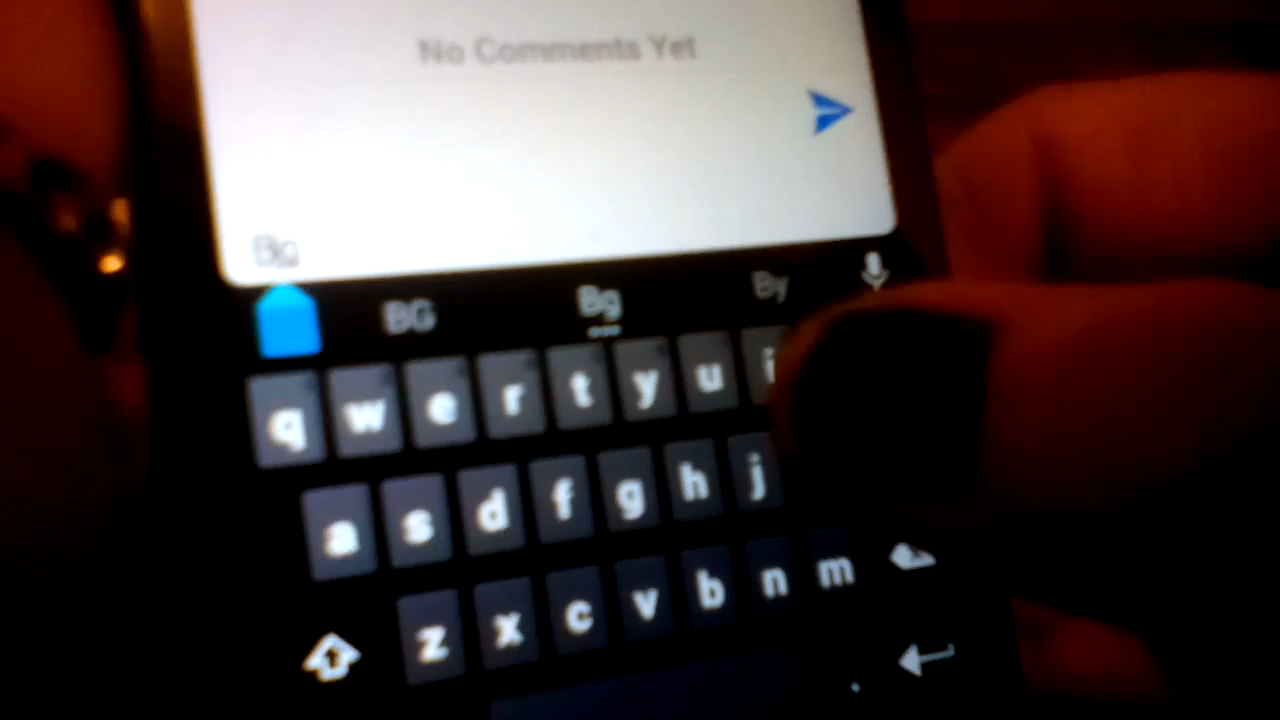 No Comments Yet
Bg
BG Bg By
q w e r t y u i
a s d f g h j
z x c v b n m
.